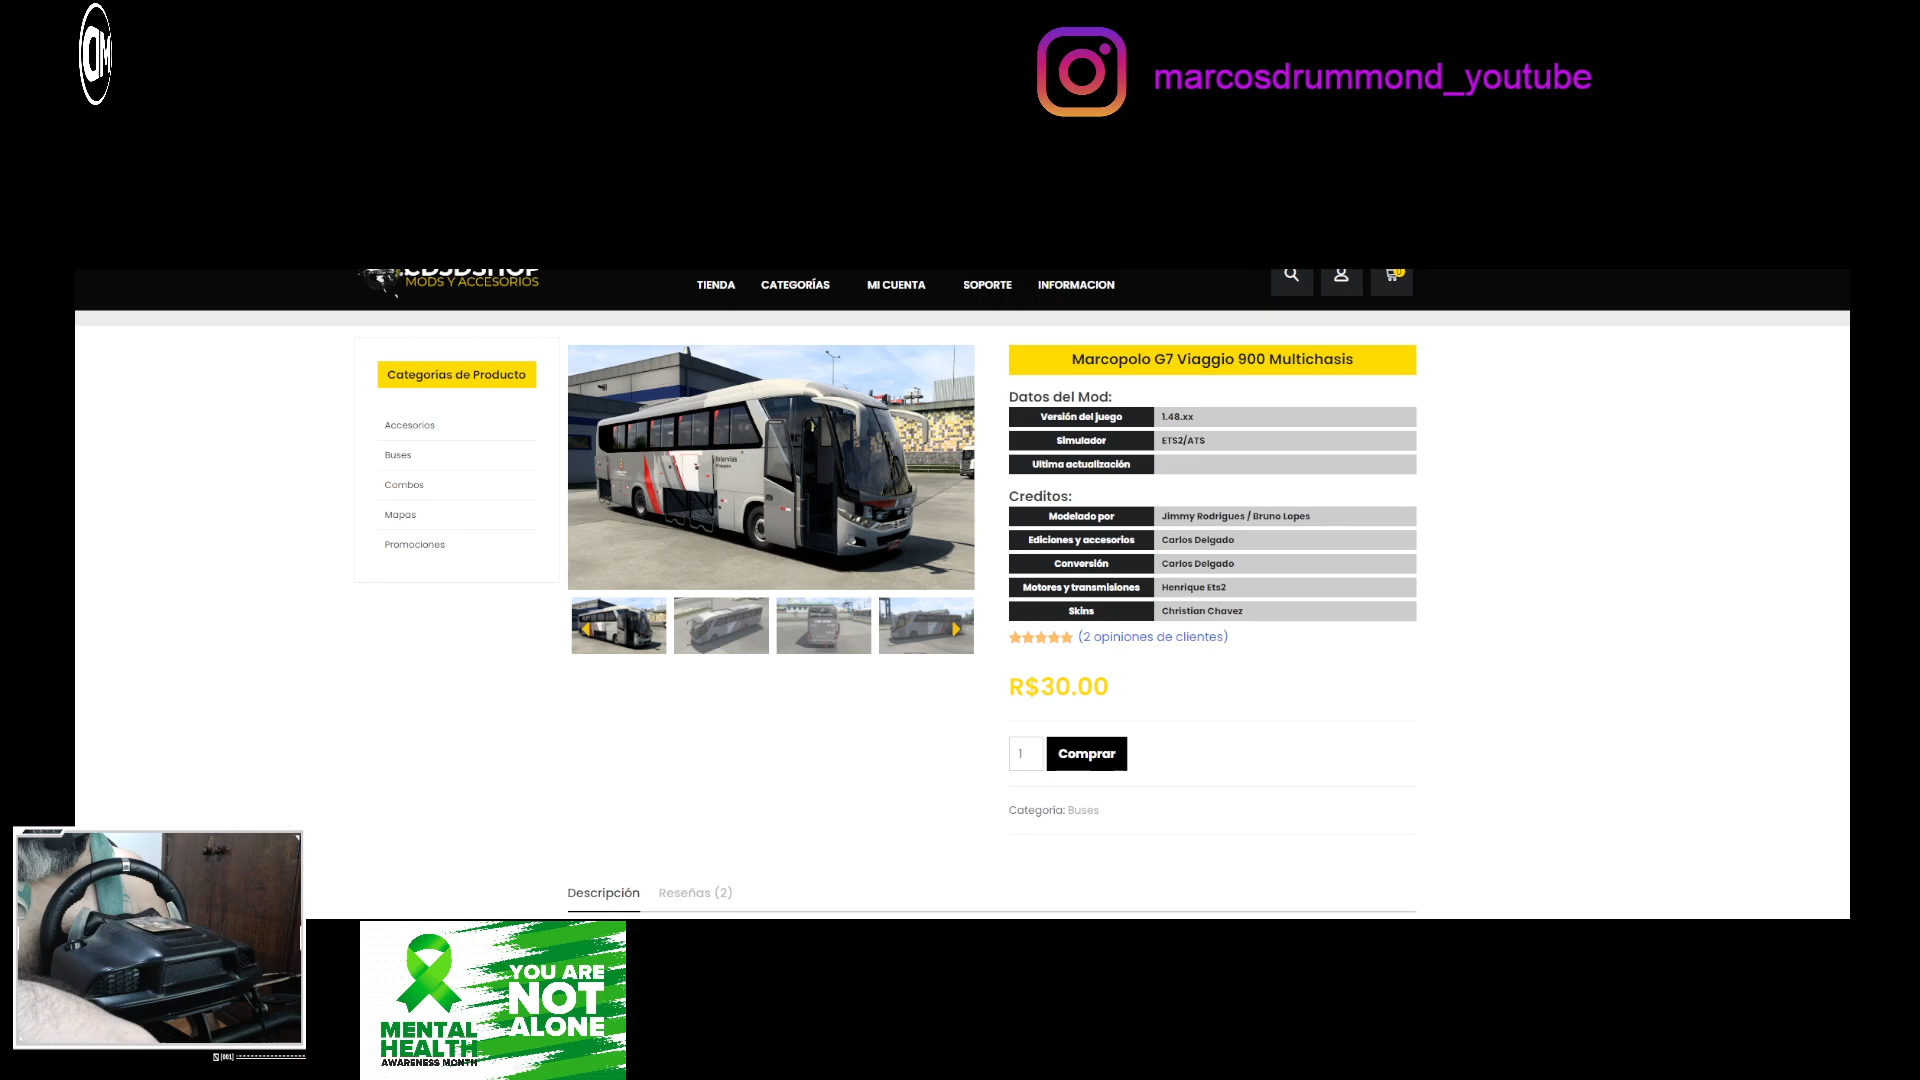 DM
marcosdrummond_youtube
MODS Y ACCESORIOS
TIENDA
CATEGORÍAS
MI CUENTA
SOPORTE
INFORMACION
0
Categorías de Producto
Accesorios
Buses
Combos
Mapas
Promociones
Marcopolo G7 Viaggio 900 Multichasis
Datos del Mod:
Versión del juego 1.48.xx
Simulador ETS2/ATS
Ultima actualización
Creditos:
Modelado por Jimmy Rodrigues / Bruno Lopes
Ediciones y accesorios Carlos Delgado
Conversión Carlos Delgado
Motores y transmisiones Henrique Ets2
Skins Christian Chavez
(2 opiniones de clientes)
R$30.00
1 Comprar
Categoría: Buses
Descripción Reseñas (2)
YOU ARE
NOT
ALONE
MENTAL
HEALTH
AWARENESS MONTH
[001]